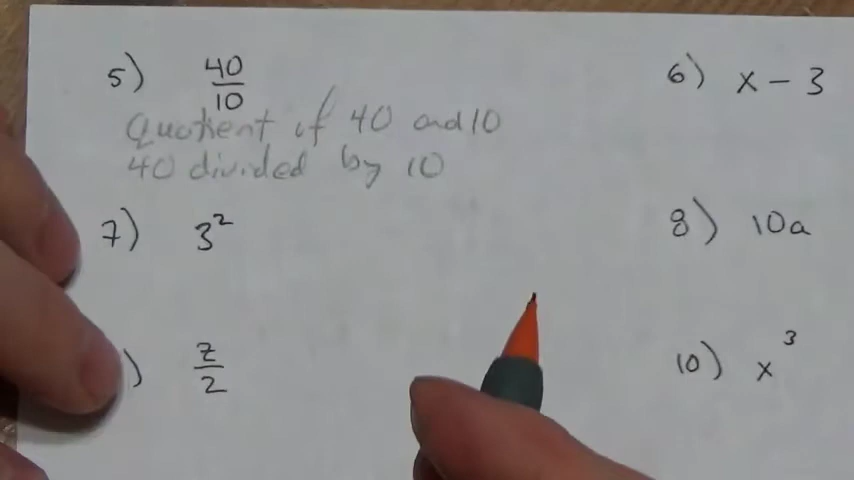 5) 40/10
Quotient of 40 and 10
40 divided by 10
6) x - 3
7) 3²
8) 10a
) z/2
10) x³